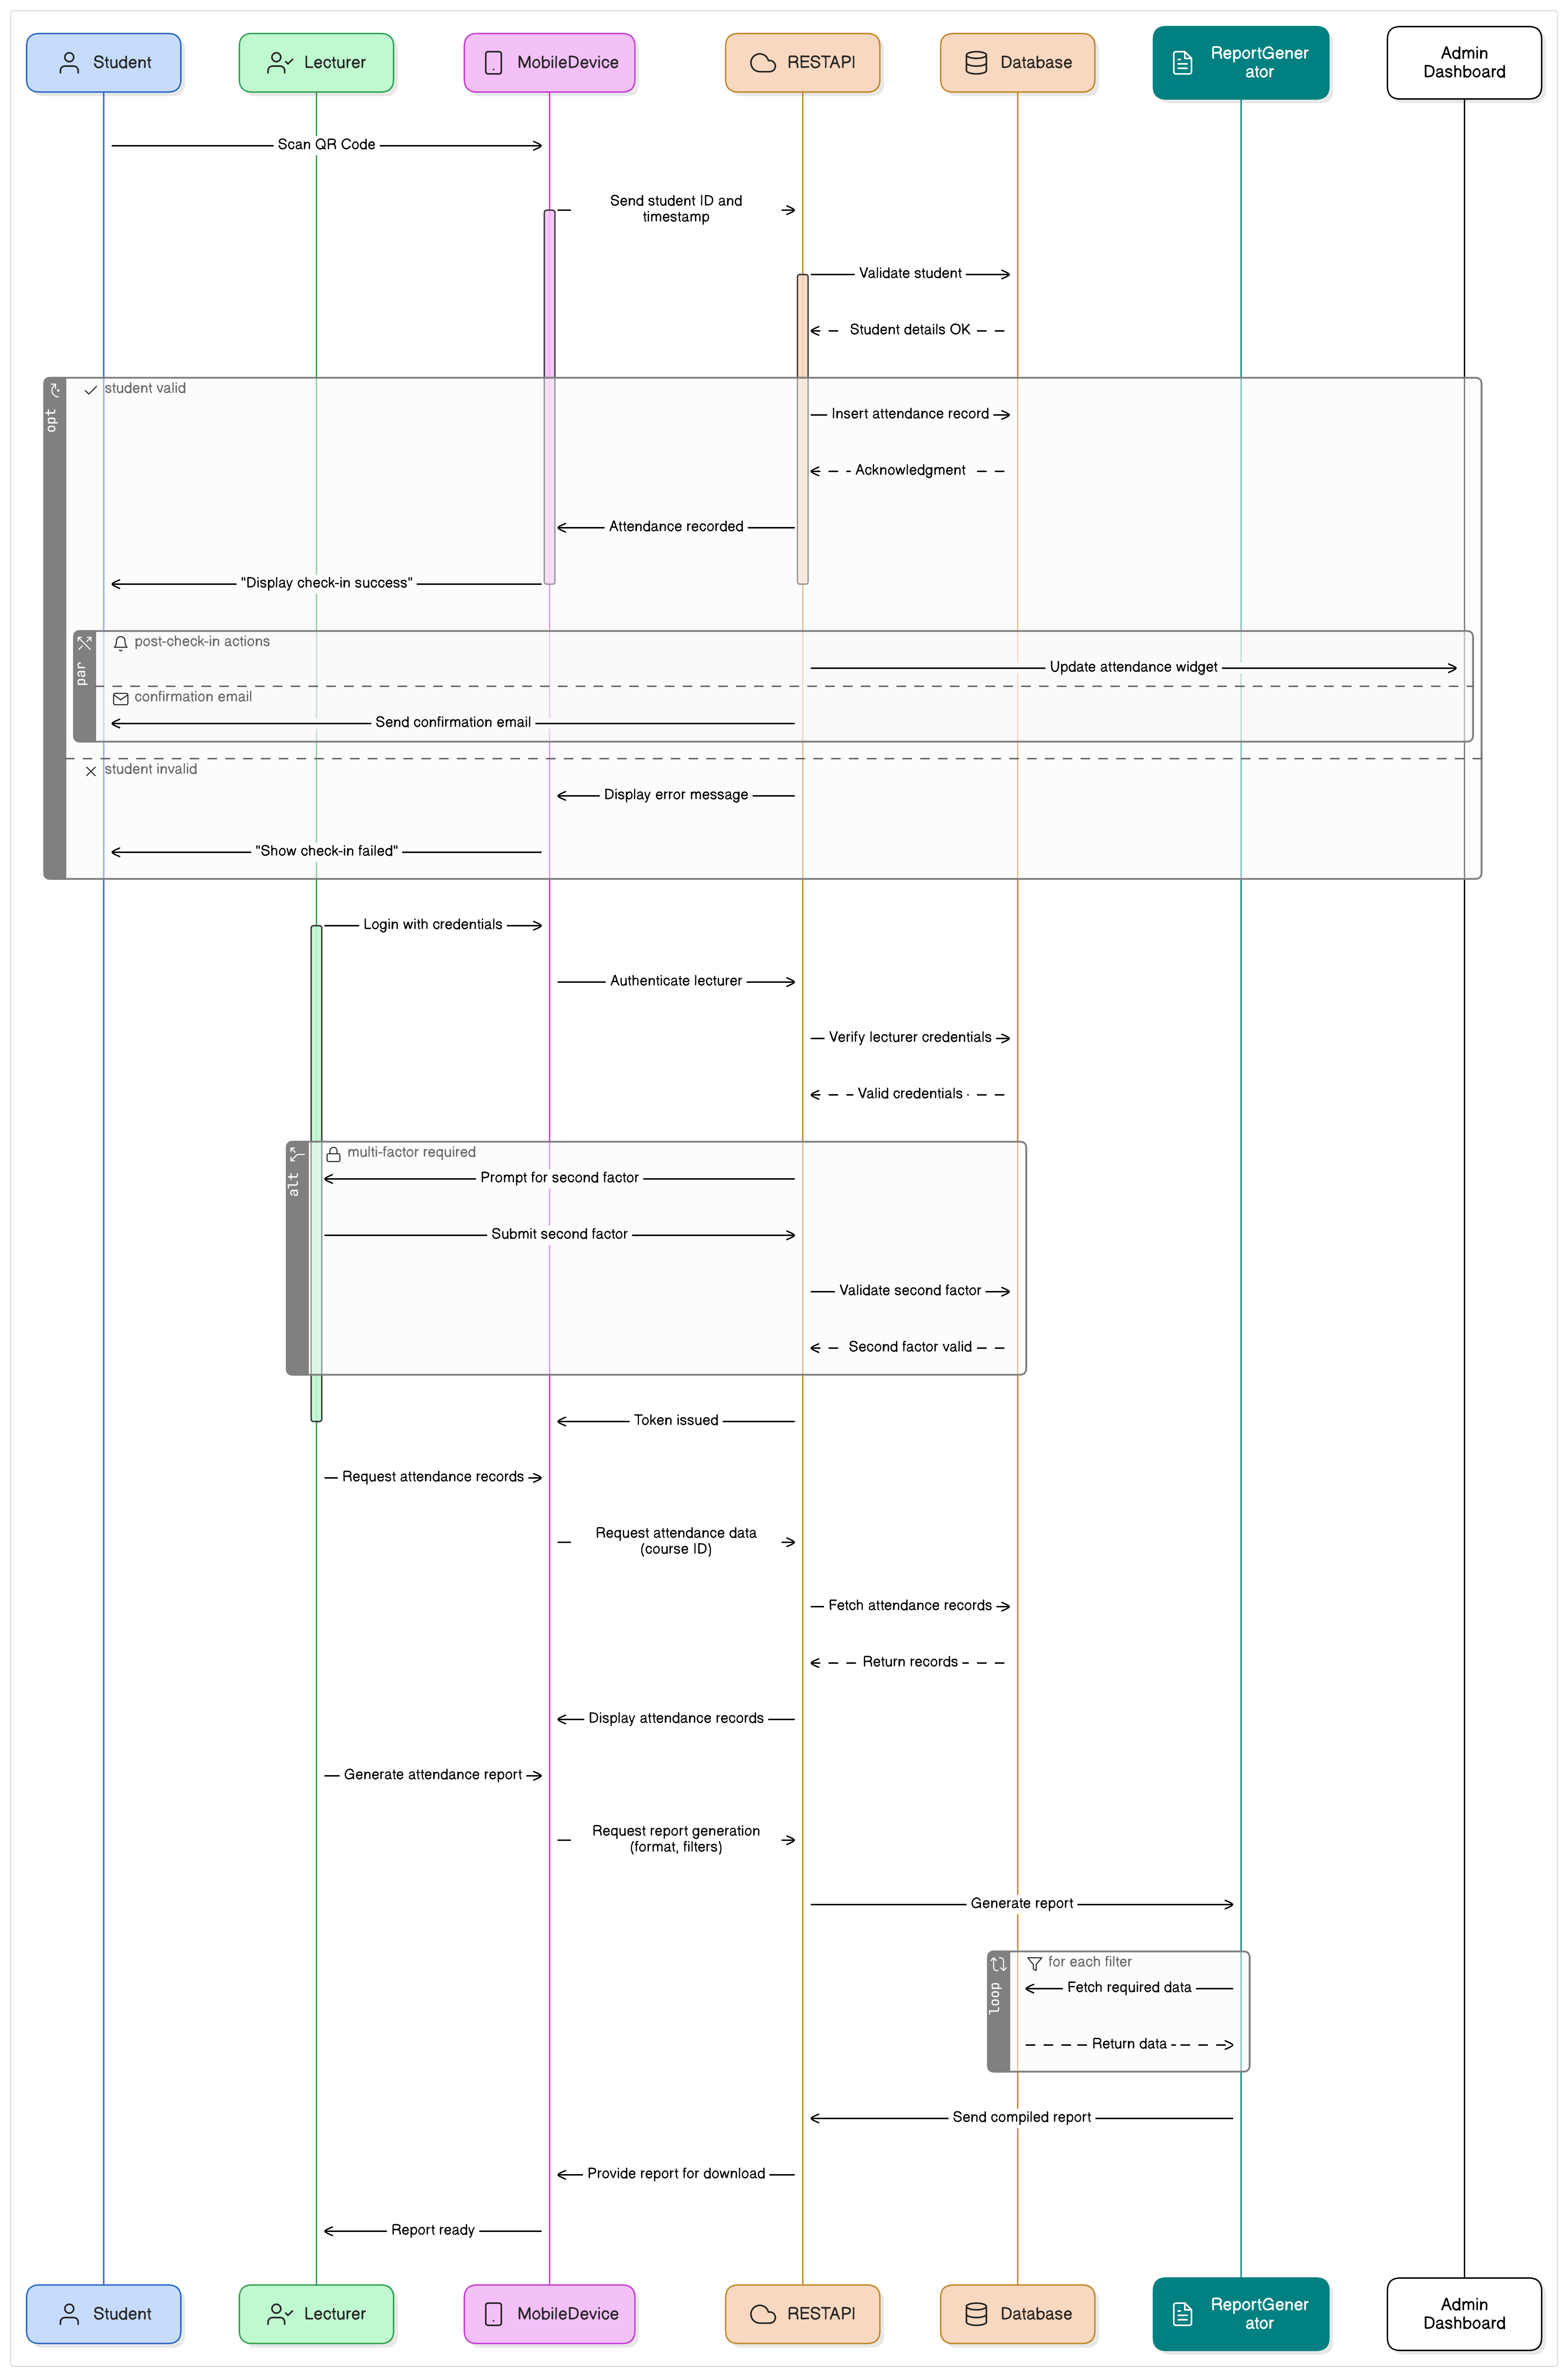 Student
Lecturer
MobileDevice
RESTAPI
Database
ReportGener
ator
Admin
Dashboard
Scan QR Code
Send student ID and
timestamp
Validate student
Student details OK
opt
student valid
Insert attendance record
Acknowledgment
Attendance recorded
"Display check-in success"
par
post-check-in actions
Update attendance widget
confirmation email
Send confirmation email
student invalid
Display error message
"Show check-in failed"
Login with credentials
Authenticate lecturer
Verify lecturer credentials
Valid credentials
alt
multi-factor required
Prompt for second factor
Submit second factor
Validate second factor
Second factor valid
Token issued
Request attendance records
Request attendance data
(course ID)
Fetch attendance records
Return records
Display attendance records
Generate attendance report
Request report generation
(format, filters)
Generate report
loop
for each filter
Fetch required data
Return data
Send compiled report
Provide report for download
Report ready
Student
Lecturer
MobileDevice
RESTAPI
Database
ReportGener
ator
Admin
Dashboard